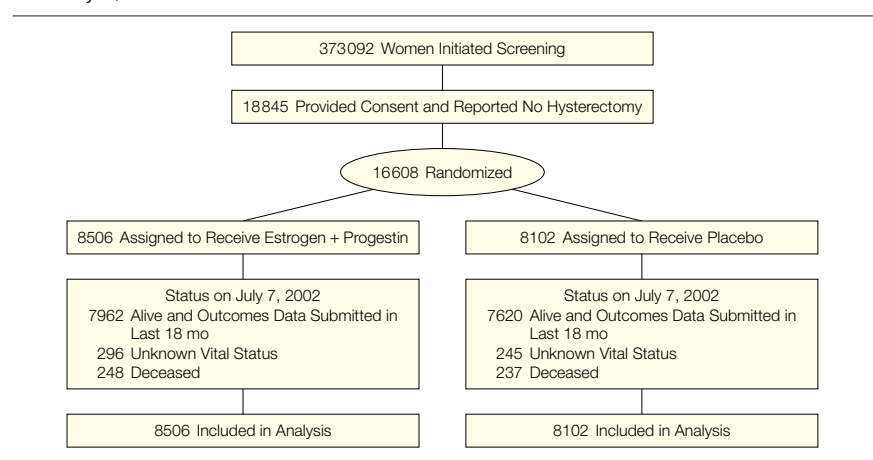 373092 Women Initiated Screening
18845 Provided Consent and Reported No Hysterectomy
16608 Randomized
8506 Assigned to Receive Estrogen + Progestin
Status on July 7, 2002
7962 Alive and Outcomes Data Submitted in
Last 18 mo
296 Unknown Vital Status
248 Deceased
8506 Included in Analysis
8102 Assigned to Receive Placebo
Status on July 7, 2002
7620 Alive and Outcomes Data Submitted in
Last 18 mo
245 Unknown Vital Status
237 Deceased
8102 Included in Analysis